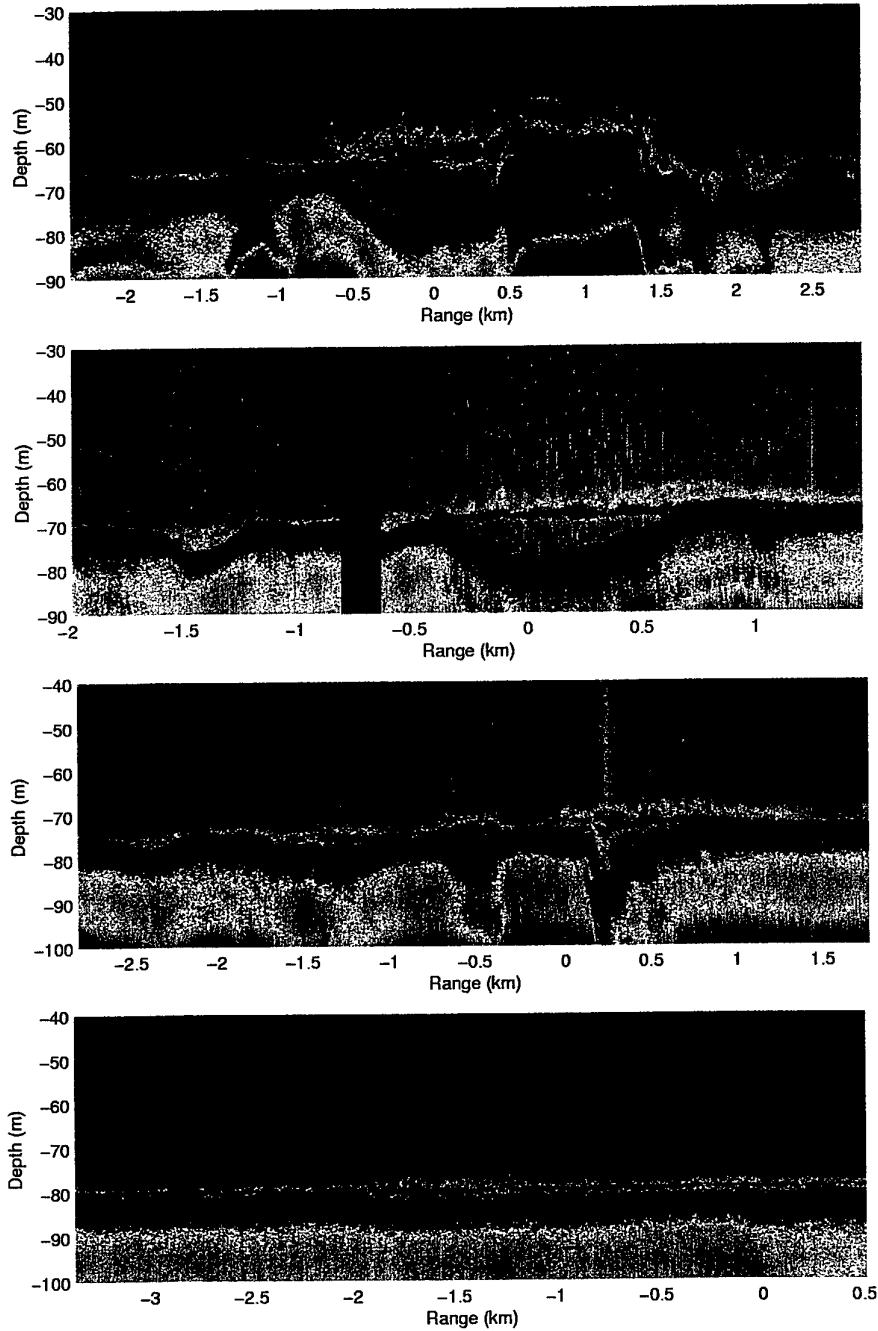 −30
−40
−50
−60
−70
−80
−90
Depth (m)
−2 −1.5 −1 −0.5 0 0.5 1 1.5 2 2.5
Range (km)
−30
−40
−50
−60
−70
−80
−90
Depth (m)
−2 −1.5 −1 −0.5 0 0.5 1
Range (km)
−40
−50
−60
−70
−80
−90
−100
Depth (m)
−2.5 −2 −1.5 −1 −0.5 0 0.5 1 1.5
Range (km)
−40
−50
−60
−70
−80
−90
−100
Depth (m)
−3 −2.5 −2 −1.5 −1 −0.5 0 0.5
Range (km)